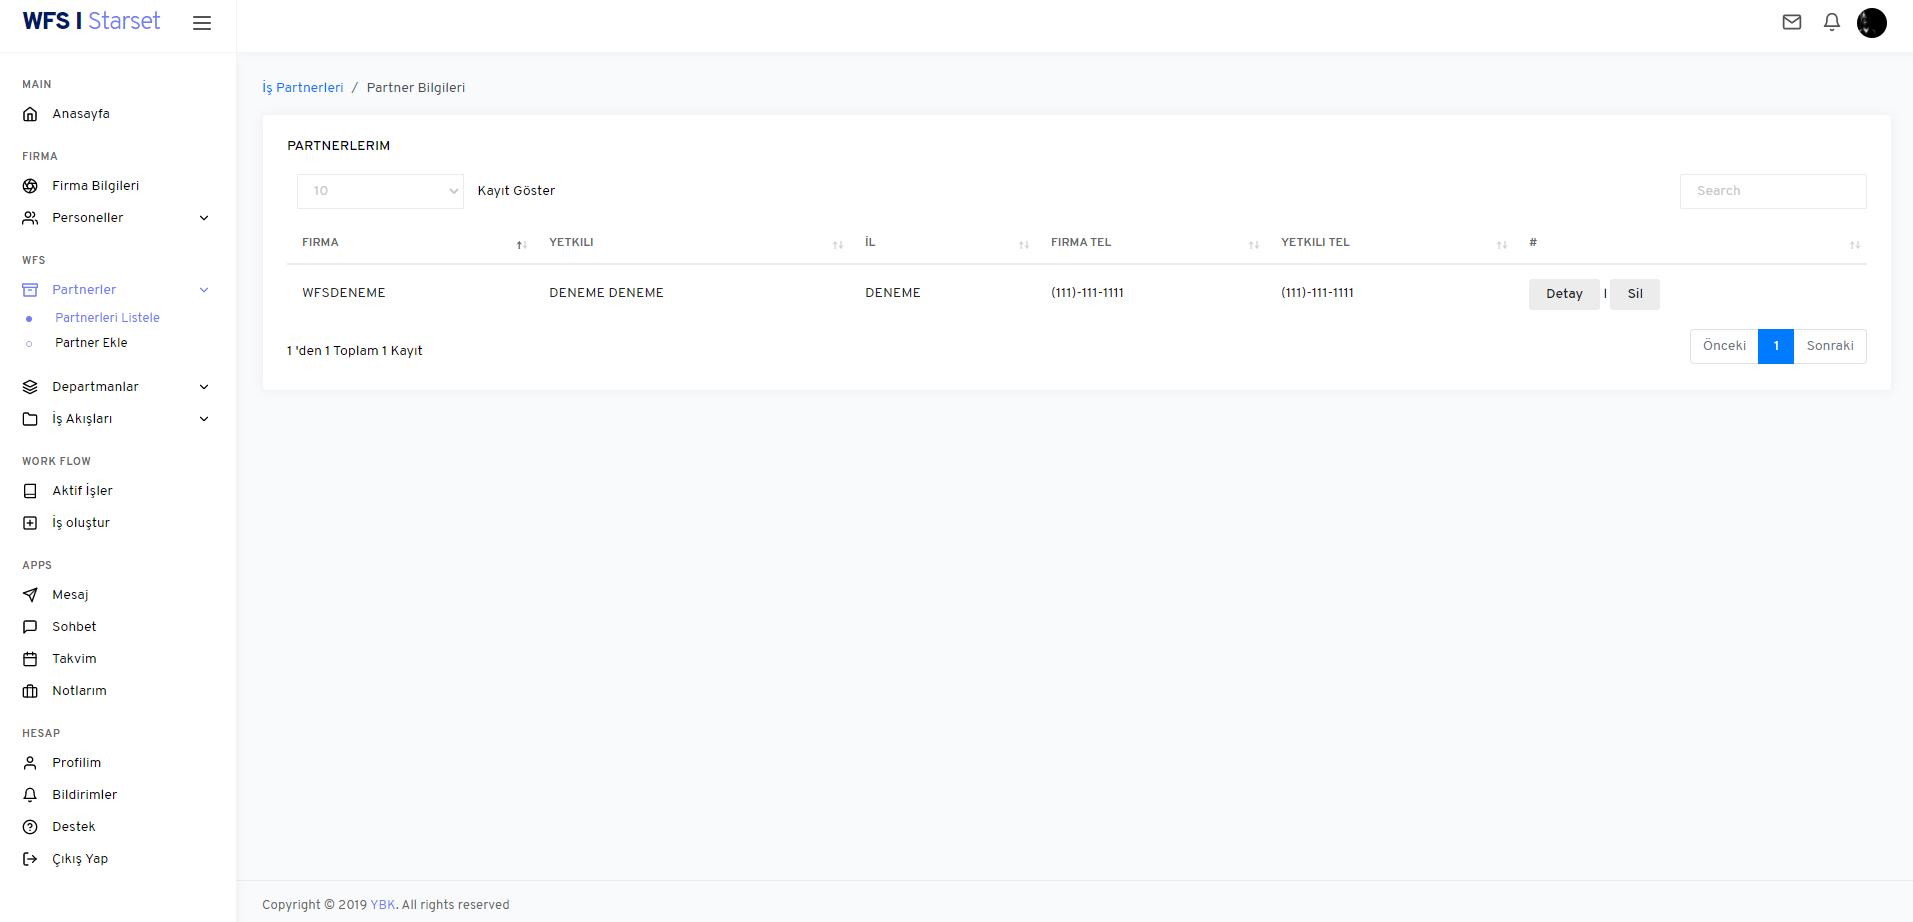 WFS | Starset
MAIN
Anasayfa
FIRMA
Firma Bilgileri
Personeller
WFS
Partnerler
Partnerleri Listele
Partner Ekle
Departmanlar
İş Akışları
WORK FLOW
Aktif İşler
İş oluştur
APPS
Mesaj
Sohbet
Takvim
Notlarım
HESAP
Profilim
Bildirimler
Destek
Çıkış Yap
İş Partnerleri / Partner Bilgileri
PARTNERLERIM
10 Kayıt Göster Search
FIRMA YETKILI İL FIRMA TEL YETKILI TEL #
WFSDENEME DENEME DENEME DENEME (111)-111-1111 (111)-111-1111 Detay | Sil
1 'den 1 Toplam 1 Kayıt Önceki 1 Sonraki
Copyright © 2019 YBK. All rights reserved